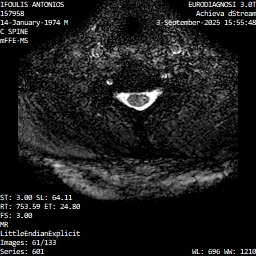 IFOULIS ANTONIOS
157958
14-January-1974 M
C SPINE
mFFE-MS
EURODIAGNOSI 3.0T
Achieva dStream
3-September-2025 15:55:48
ST: 3.00 SL: 64.11
RT: 753.59 ET: 24.80
FS: 3.00
MR
LittleEndianExplicit
Images: 61/133
Series: 601
WL: 696 WW: 1210